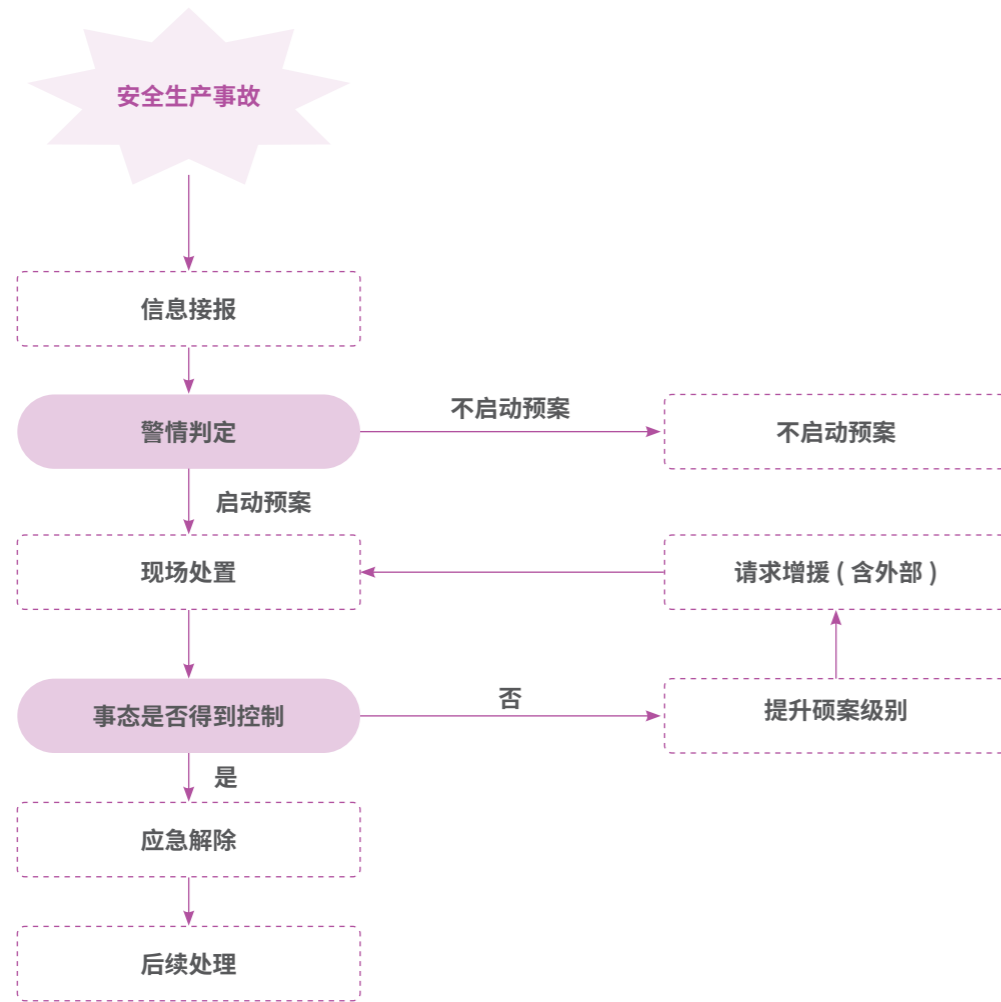 安全生产事故
信息接报
警情判定
不启动预案
不启动预案
启动预案
现场处置
请求增援 ( 含外部 )
事态是否得到控制
否
提升硕案级别
是
应急解除
后续处理